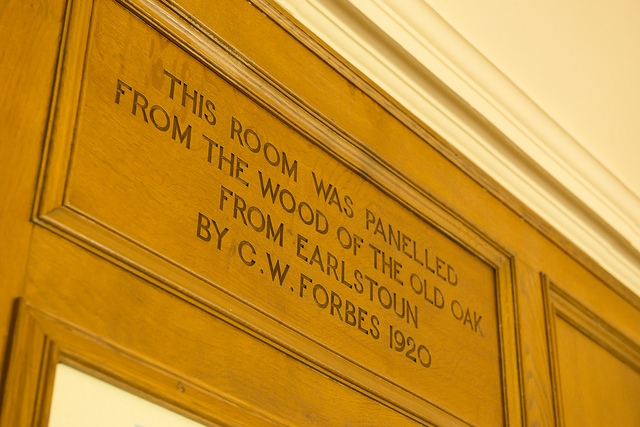 THIS ROOM WAS PANELLED
FROM THE WOOD OF THE OLD OAK
FROM EARLSTOUN
BY C.W. FORBES 1920